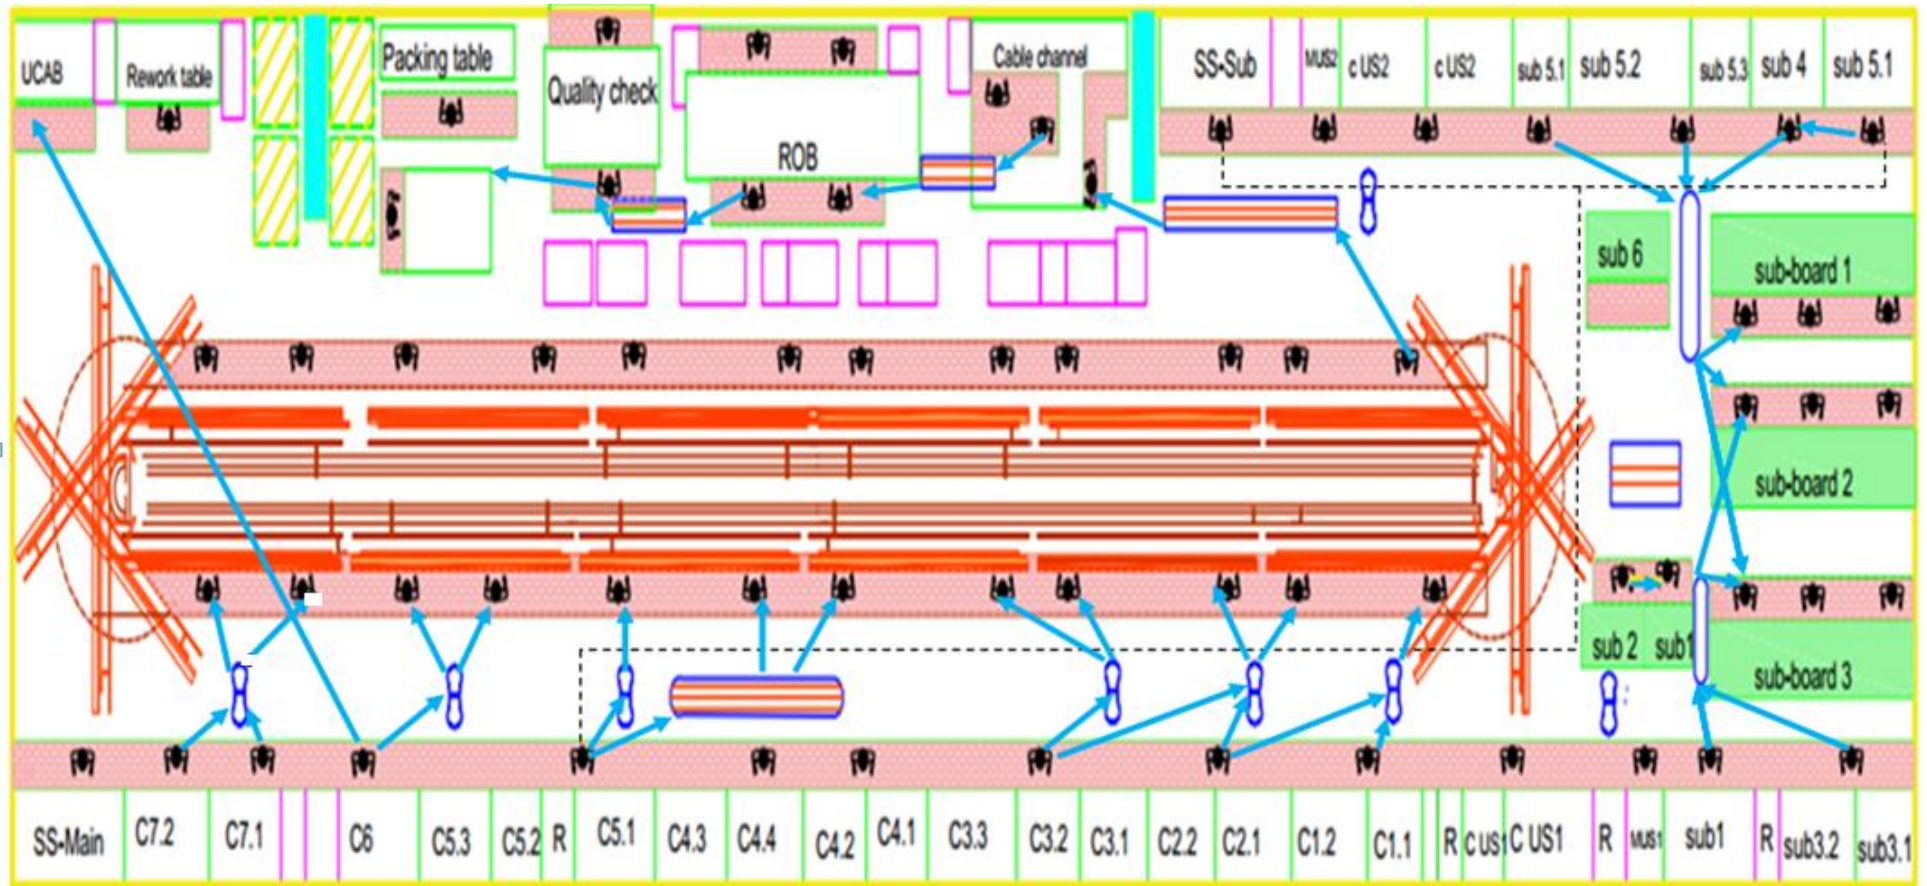 UCAB
Rework table
Packing table
Quality check
ROB
Cable channel
SS-Sub
MUS2
c US2
c US2
sub 5.1
sub 5.2
sub 5.3
sub 4
sub 5.1
sub 6
sub-board 1
sub-board 2
sub 2
sub1
sub-board 3
SS-Main
C7.2
C7.1
C6
C5.3
C5.2
R
C5.1
C4.3
C4.4
C4.2
C4.1
C3.3
C3.2
C3.1
C2.2
C2.1
C1.2
C1.1
R
C US1
C US1
R
MUS1
sub1
R
sub3.2
sub3.1